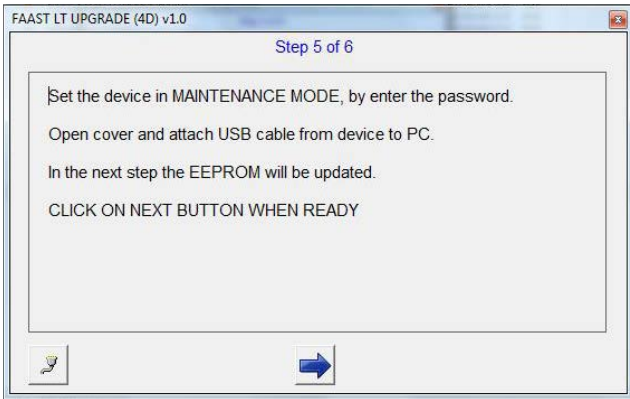 FAAST LT UPGRADE (4D) v1.0
Step 5 of 6
Set the device in MAINTENANCE MODE, by enter the password.
Open cover and attach USB cable from device to PC.
In the next step the EEPROM will be updated.
CLICK ON NEXT BUTTON WHEN READY